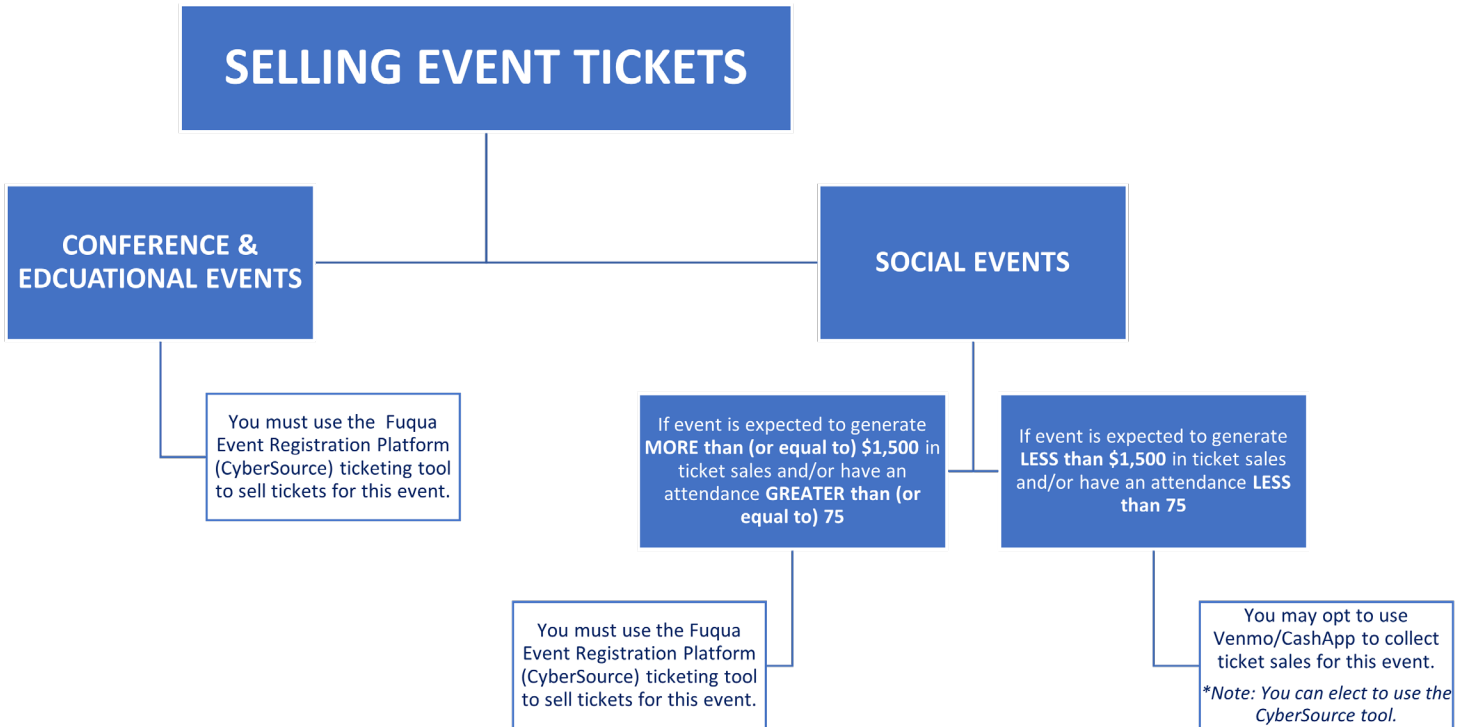 SELLING EVENT TICKETS
CONFERENCE &
EDCUATIONAL EVENTS
SOCIAL EVENTS
You must use the Fuqua
Event Registration Platform
(CyberSource) ticketing tool
to sell tickets for this event.
If event is expected to generate
MORE than (or equal to) $1,500 in
ticket sales and/or have an
attendance GREATER than (or
equal to) 75
If event is expected to generate
LESS than $1,500 in ticket sales
and/or have an attendance LESS
than 75
You must use the Fuqua
Event Registration Platform
(CyberSource) ticketing tool
to sell tickets for this event.
You may opt to use
Venmo/CashApp to collect
ticket sales for this event.
*Note: You can elect to use the
CyberSource tool.